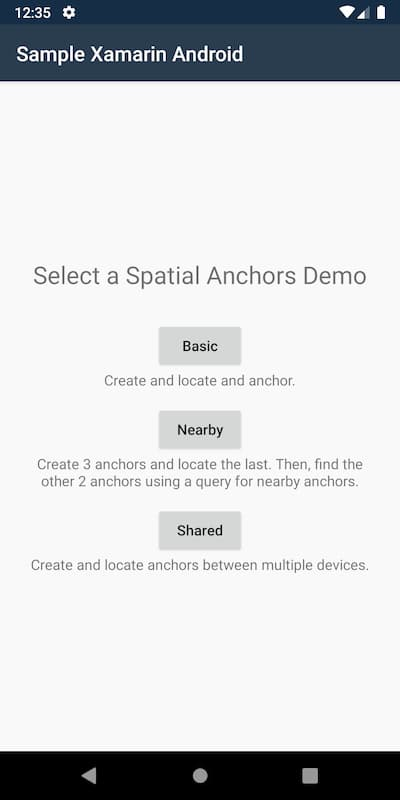 12:35
Sample Xamarin Android
Select a Spatial Anchors Demo
Basic
Create and locate and anchor.
Nearby
Create 3 anchors and locate the last. Then, find the
other 2 anchors using a query for nearby anchors.
Shared
Create and locate anchors between multiple devices.